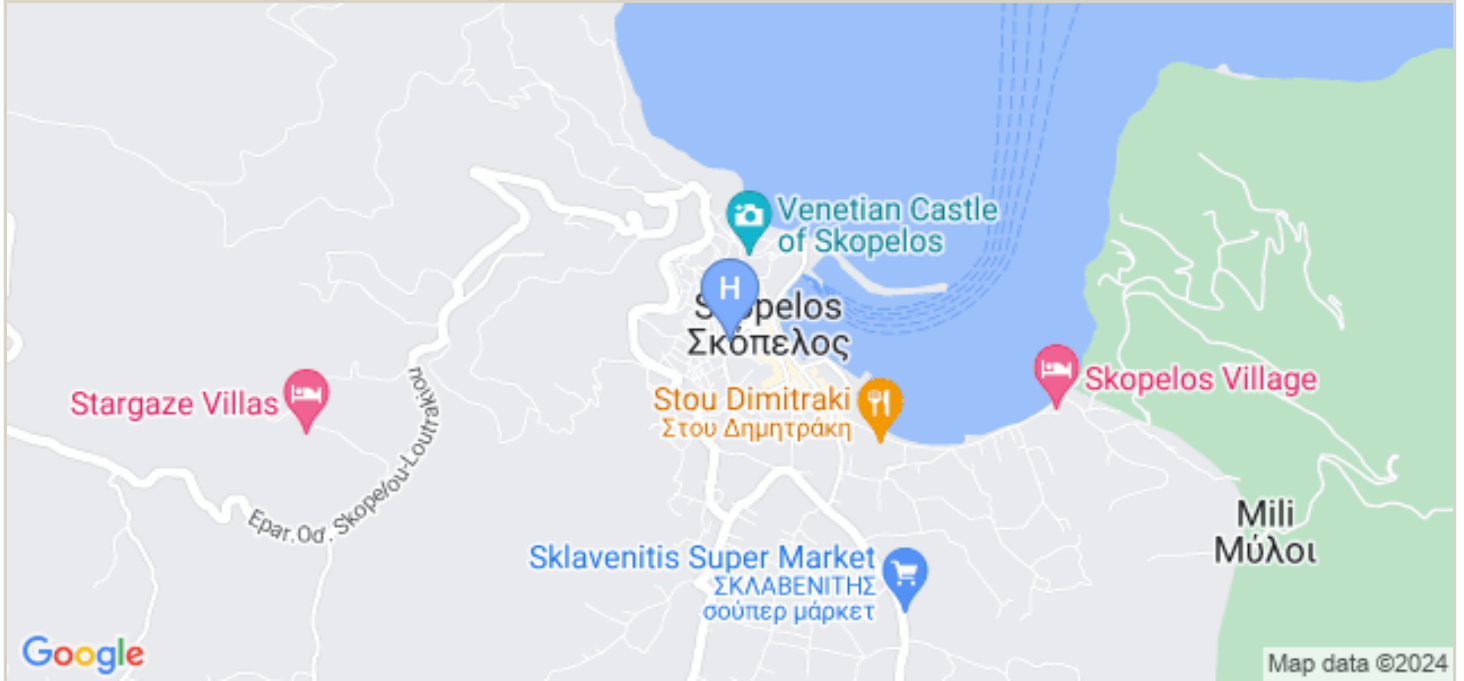 Venetian Castle
of Skopelos
H
Skopelos
Σκόπελος
Stargaze Villas
Skopelos Village
Stou Dimitraki
Στου Δημητράκη
Epar.Od. Skopelou-Loutrakiou
Mili
Μύλοι
Sklavenitis Super Market
ΣΚΛΑΒΕΝΙΤΗΣ
σούπερ μάρκετ
Google
Map data ©2024